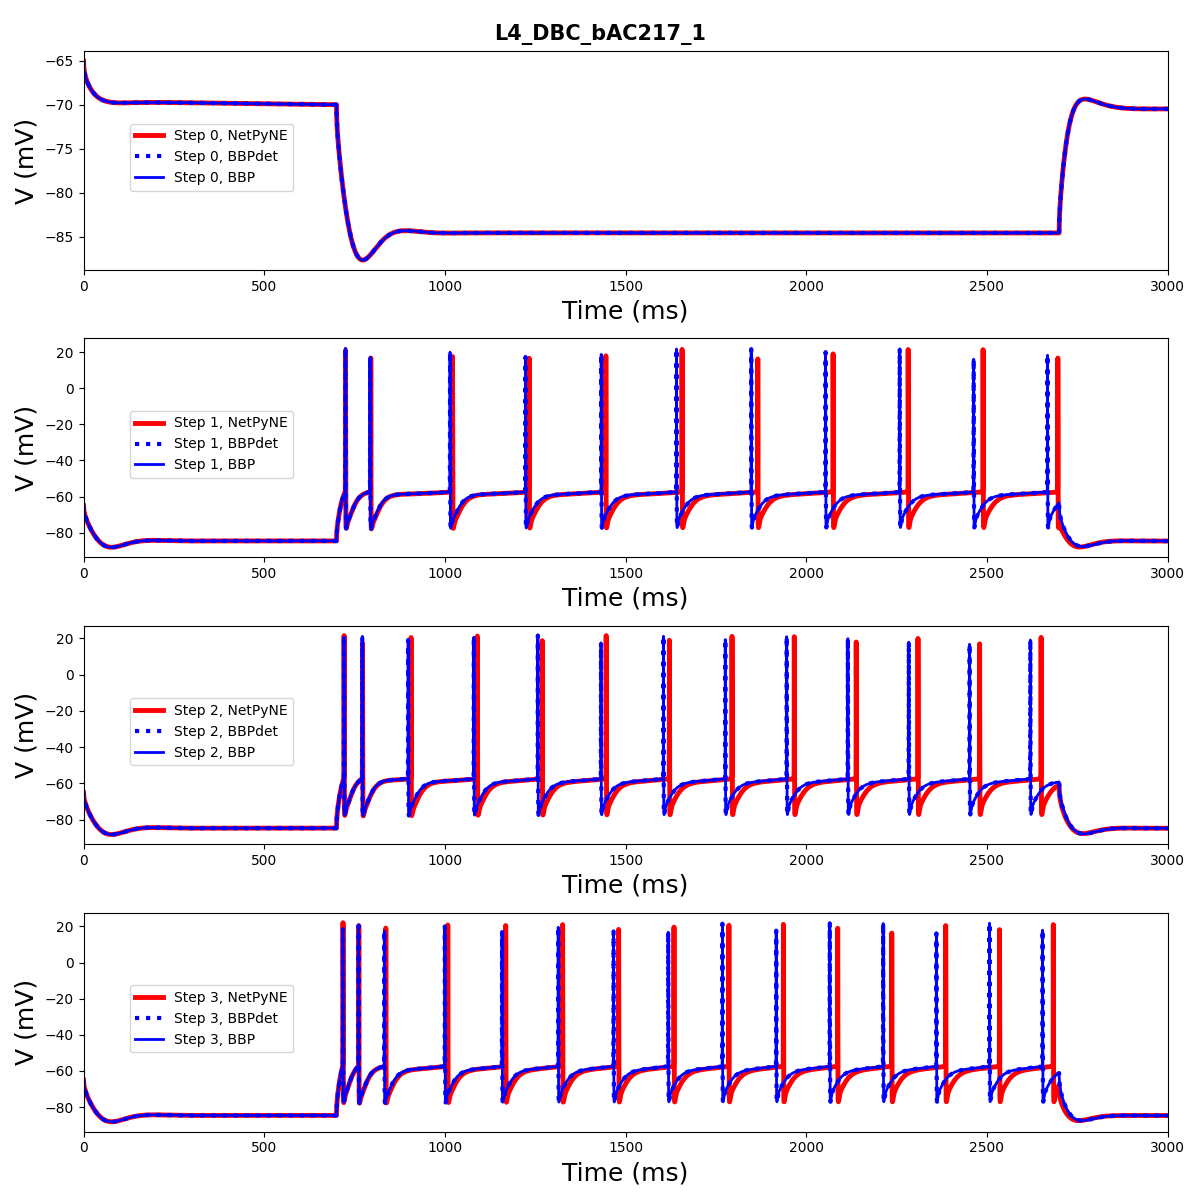 L4_DBC_bAC217_1
−65
−70
−75
−80
−85
V (mV)
Step 0, NetPyNE
Step 0, BBPdet
Step 0, BBP
0 500 1000 1500 2000 2500 3000
Time (ms)
20
0
−20
−40
−60
−80
V (mV)
Step 1, NetPyNE
Step 1, BBPdet
Step 1, BBP
0 500 1000 1500 2000 2500 3000
Time (ms)
20
0
−20
−40
−60
−80
V (mV)
Step 2, NetPyNE
Step 2, BBPdet
Step 2, BBP
0 500 1000 1500 2000 2500 3000
Time (ms)
20
0
−20
−40
−60
−80
V (mV)
Step 3, NetPyNE
Step 3, BBPdet
Step 3, BBP
0 500 1000 1500 2000 2500 3000
Time (ms)